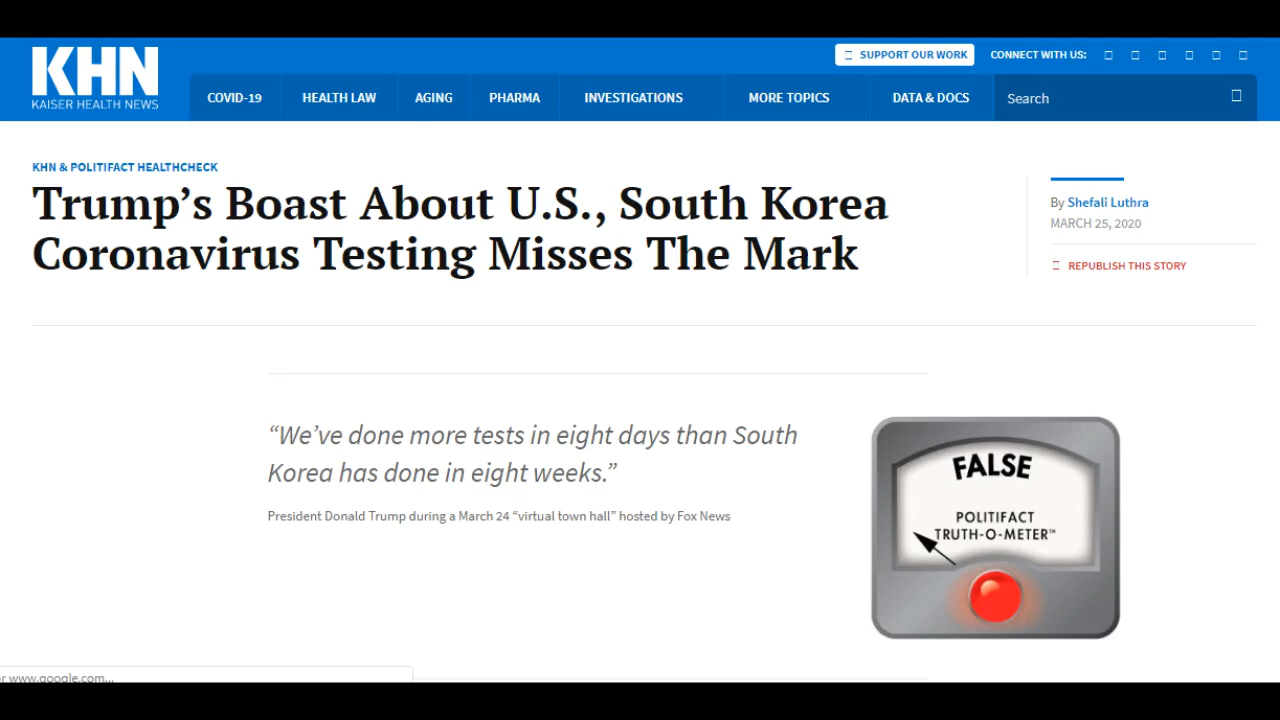 KHN
KAISER HEALTH NEWS
SUPPORT OUR WORK
CONNECT WITH US:
COVID-19
HEALTH LAW
AGING
PHARMA
INVESTIGATIONS
MORE TOPICS
DATA & DOCS
Search
KHN & POLITIFACT HEALTHCHECK
Trump’s Boast About U.S., South Korea
Coronavirus Testing Misses The Mark
By Shefali Luthra
MARCH 25, 2020
REPUBLISH THIS STORY
“We’ve done more tests in eight days than South
Korea has done in eight weeks.”
President Donald Trump during a March 24 “virtual town hall” hosted by Fox News
FALSE
POLITIFACT
TRUTH-O-METER™
www.google.com...